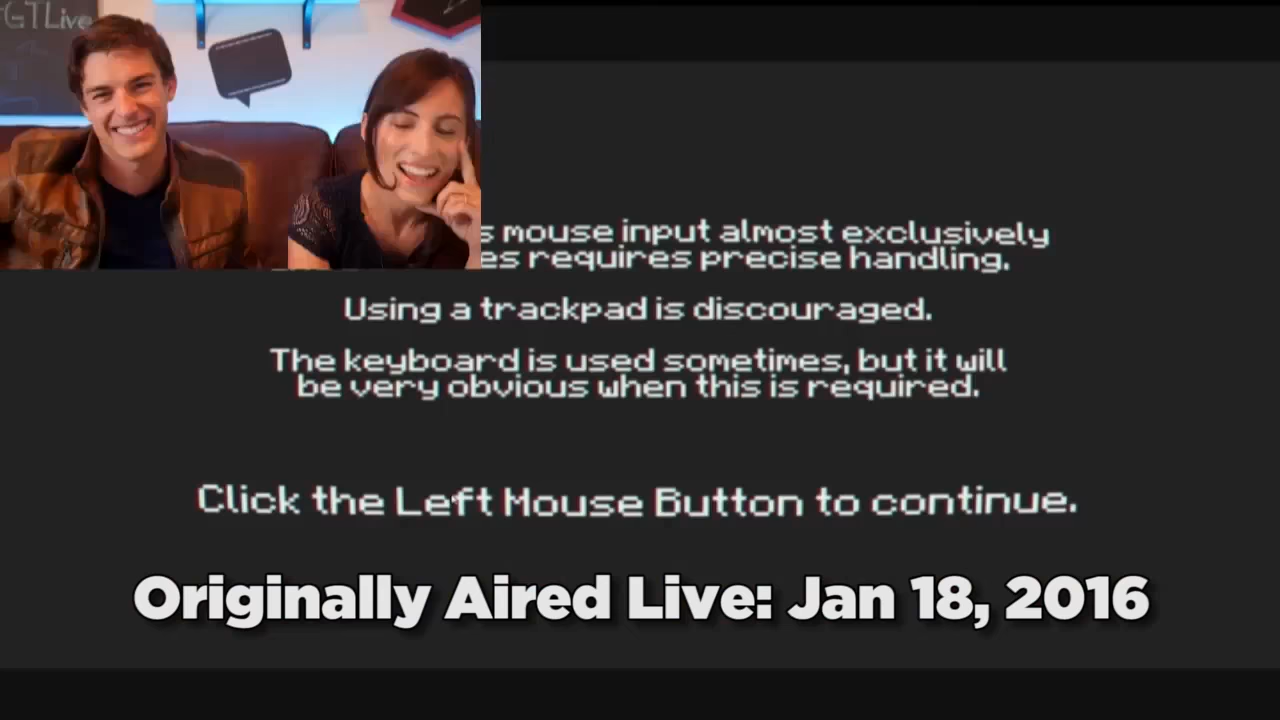 GTLive
mouse input almost exclusively
requires precise handling.
Using a trackpad is discouraged.
The keyboard is used sometimes, but it will
be very obvious when this is required.
Click the Left Mouse Button to continue.
Originally Aired Live: Jan 18, 2016